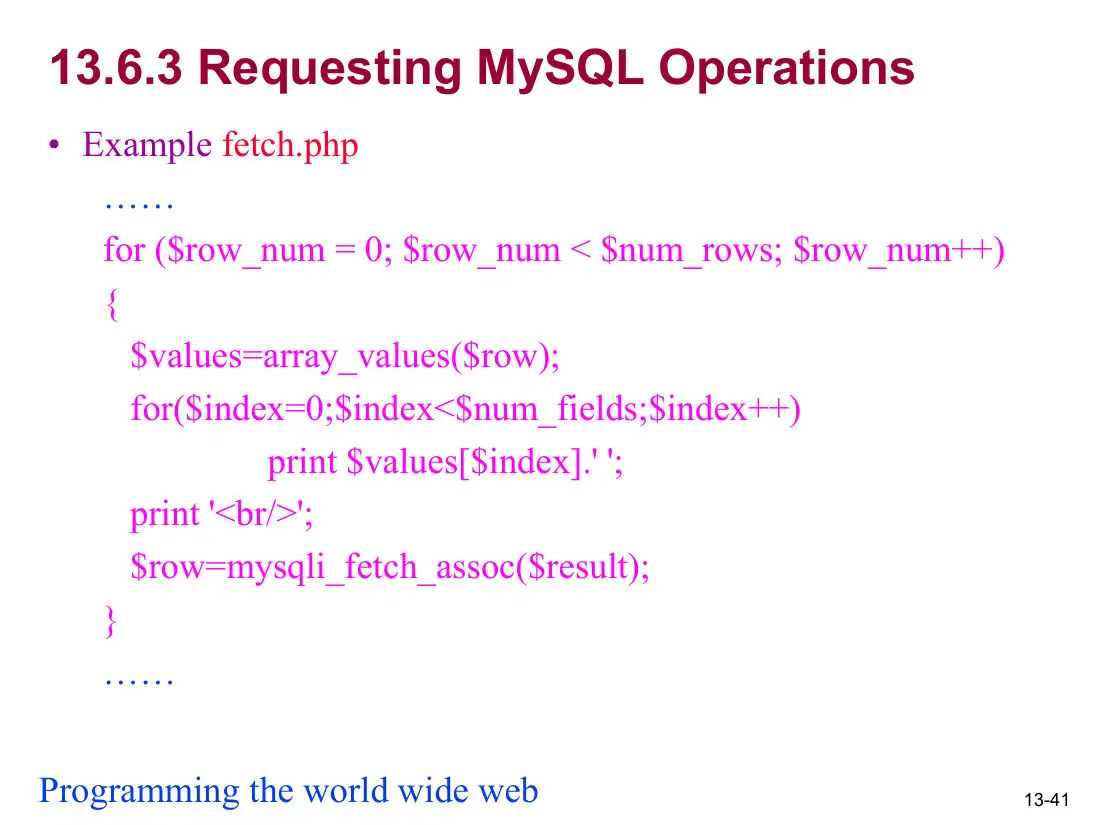 13.6.3 Requesting MySQL Operations
• Example fetch.php
……
for ($row_num = 0; $row_num < $num_rows; $row_num++)
{
$values=array_values($row);
for($index=0;$index<$num_fields;$index++)
print $values[$index].' ';
print '<br/>';
$row=mysqli_fetch_assoc($result);
}
……
Programming the world wide web
13-41